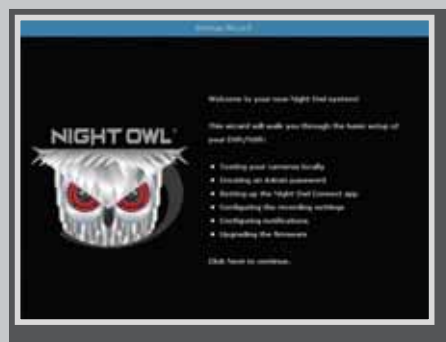 Startup Wizard
Welcome to your new Night Owl system!
NIGHT OWL®
This wizard will walk you through the basic setup of
your DVR/NVR:
• Testing your cameras locally
• Creating an Admin password
• Setting up the Night Owl Connect app
• Configuring the recording settings
• Configuring notifications
• Upgrading the firmware
Click here to continue.